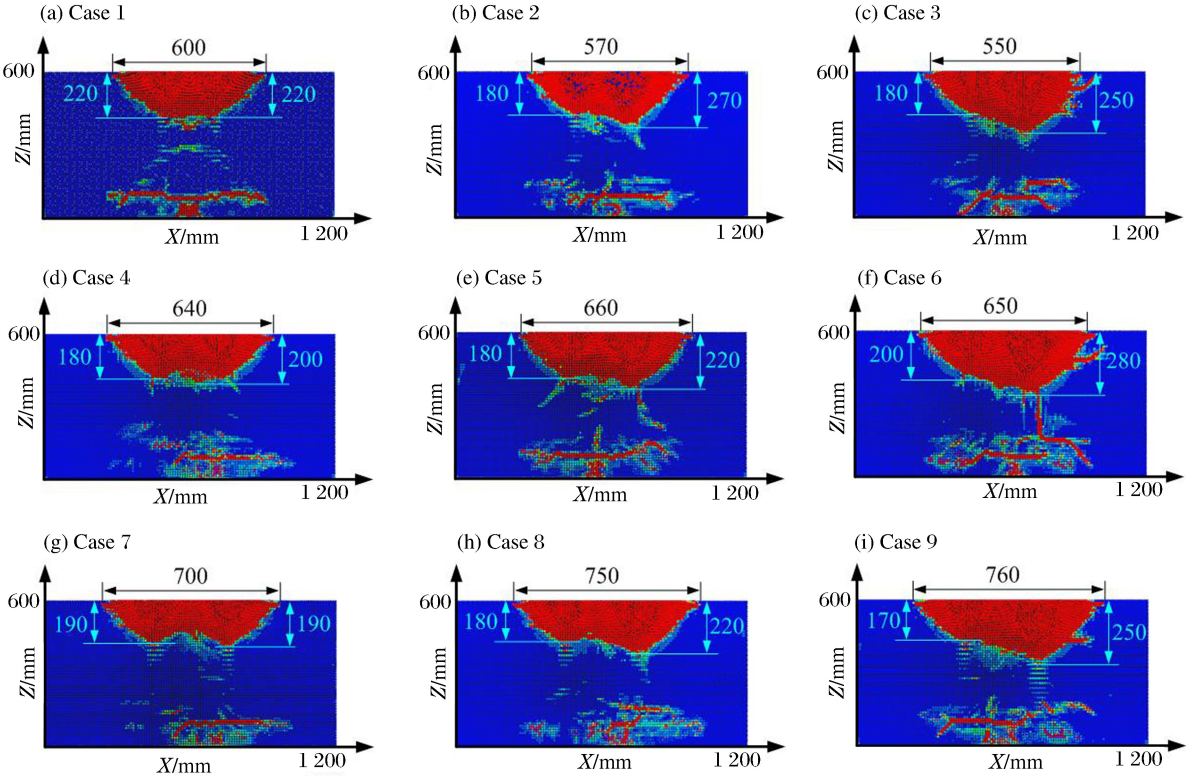 (a) Case 1
600
600
220
220
Z/mm
X/mm
1 200
(b) Case 2
570
600
180
270
Z/mm
X/mm
1 200
(c) Case 3
550
600
180
250
Z/mm
X/mm
1 200
(d) Case 4
640
600
180
200
Z/mm
X/mm
1 200
(e) Case 5
660
600
180
220
Z/mm
X/mm
1 200
(f) Case 6
650
600
200
280
Z/mm
X/mm
1 200
(g) Case 7
700
600
190
190
Z/mm
X/mm
1 200
(h) Case 8
750
600
180
220
Z/mm
X/mm
1 200
(i) Case 9
760
600
170
250
Z/mm
X/mm
1 200